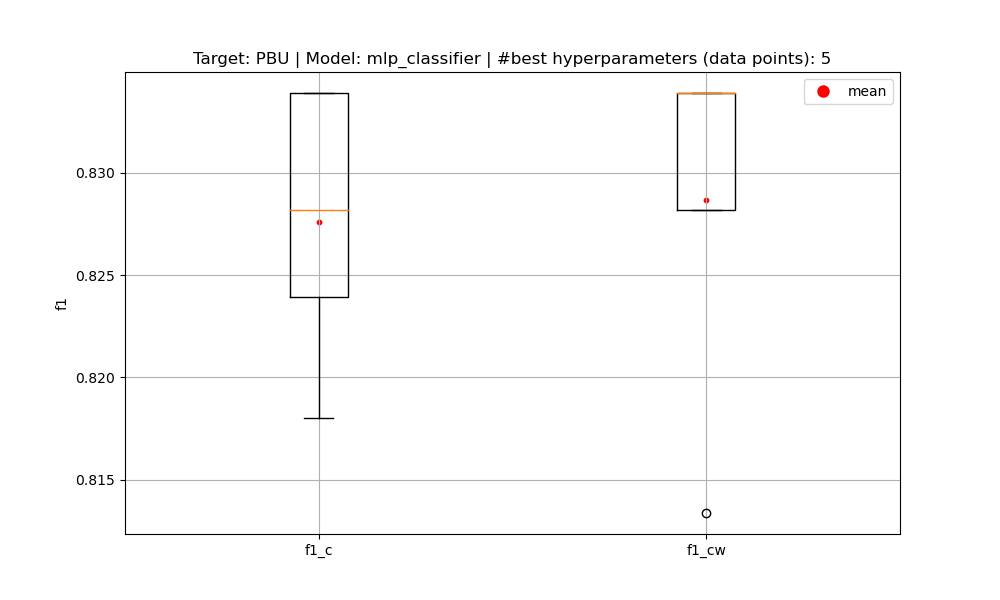 Target: PBU | Model: mlp_classifier | #best hyperparameters (data points): 5
mean
0.830
0.825
0.820
0.815
f1
f1_c
f1_cw